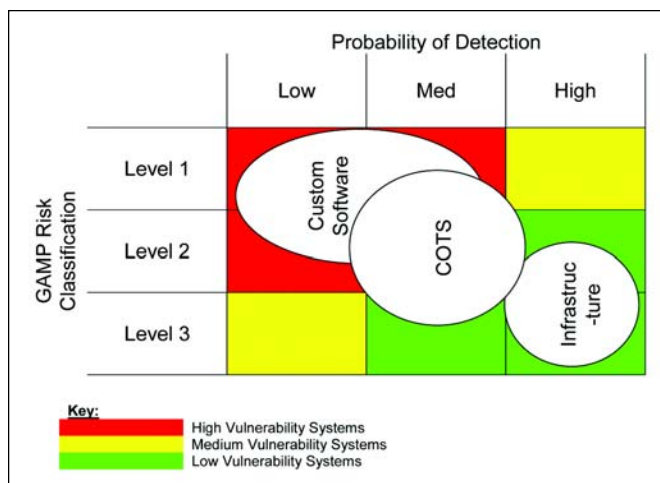 Probability of Detection
Low Med High
GAMP Risk
Classification
Level 1
Level 2
Level 3
Custom
Software
COTS
Infrastruc
-ture
Key:
High Vulnerability Systems
Medium Vulnerability Systems
Low Vulnerability Systems